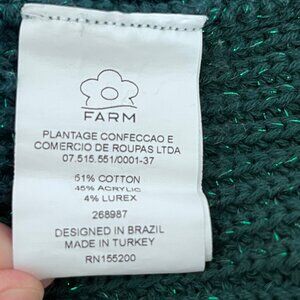 FARM
PLANTAGE CONFECCAO E
COMERCIO DE ROUPAS LTDA
07.515.551/0001-37
51% COTTON
45% ACRYLIC
4% LUREX
268987
DESIGNED IN BRAZIL
MADE IN TURKEY
RN155200